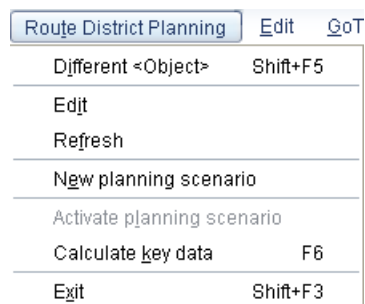 Route District Planning Edit GoT
Different <Object> Shift+F5
Edit
Refresh
New planning scenario
Activate planning scenario
Calculate key data F6
Exit Shift+F3